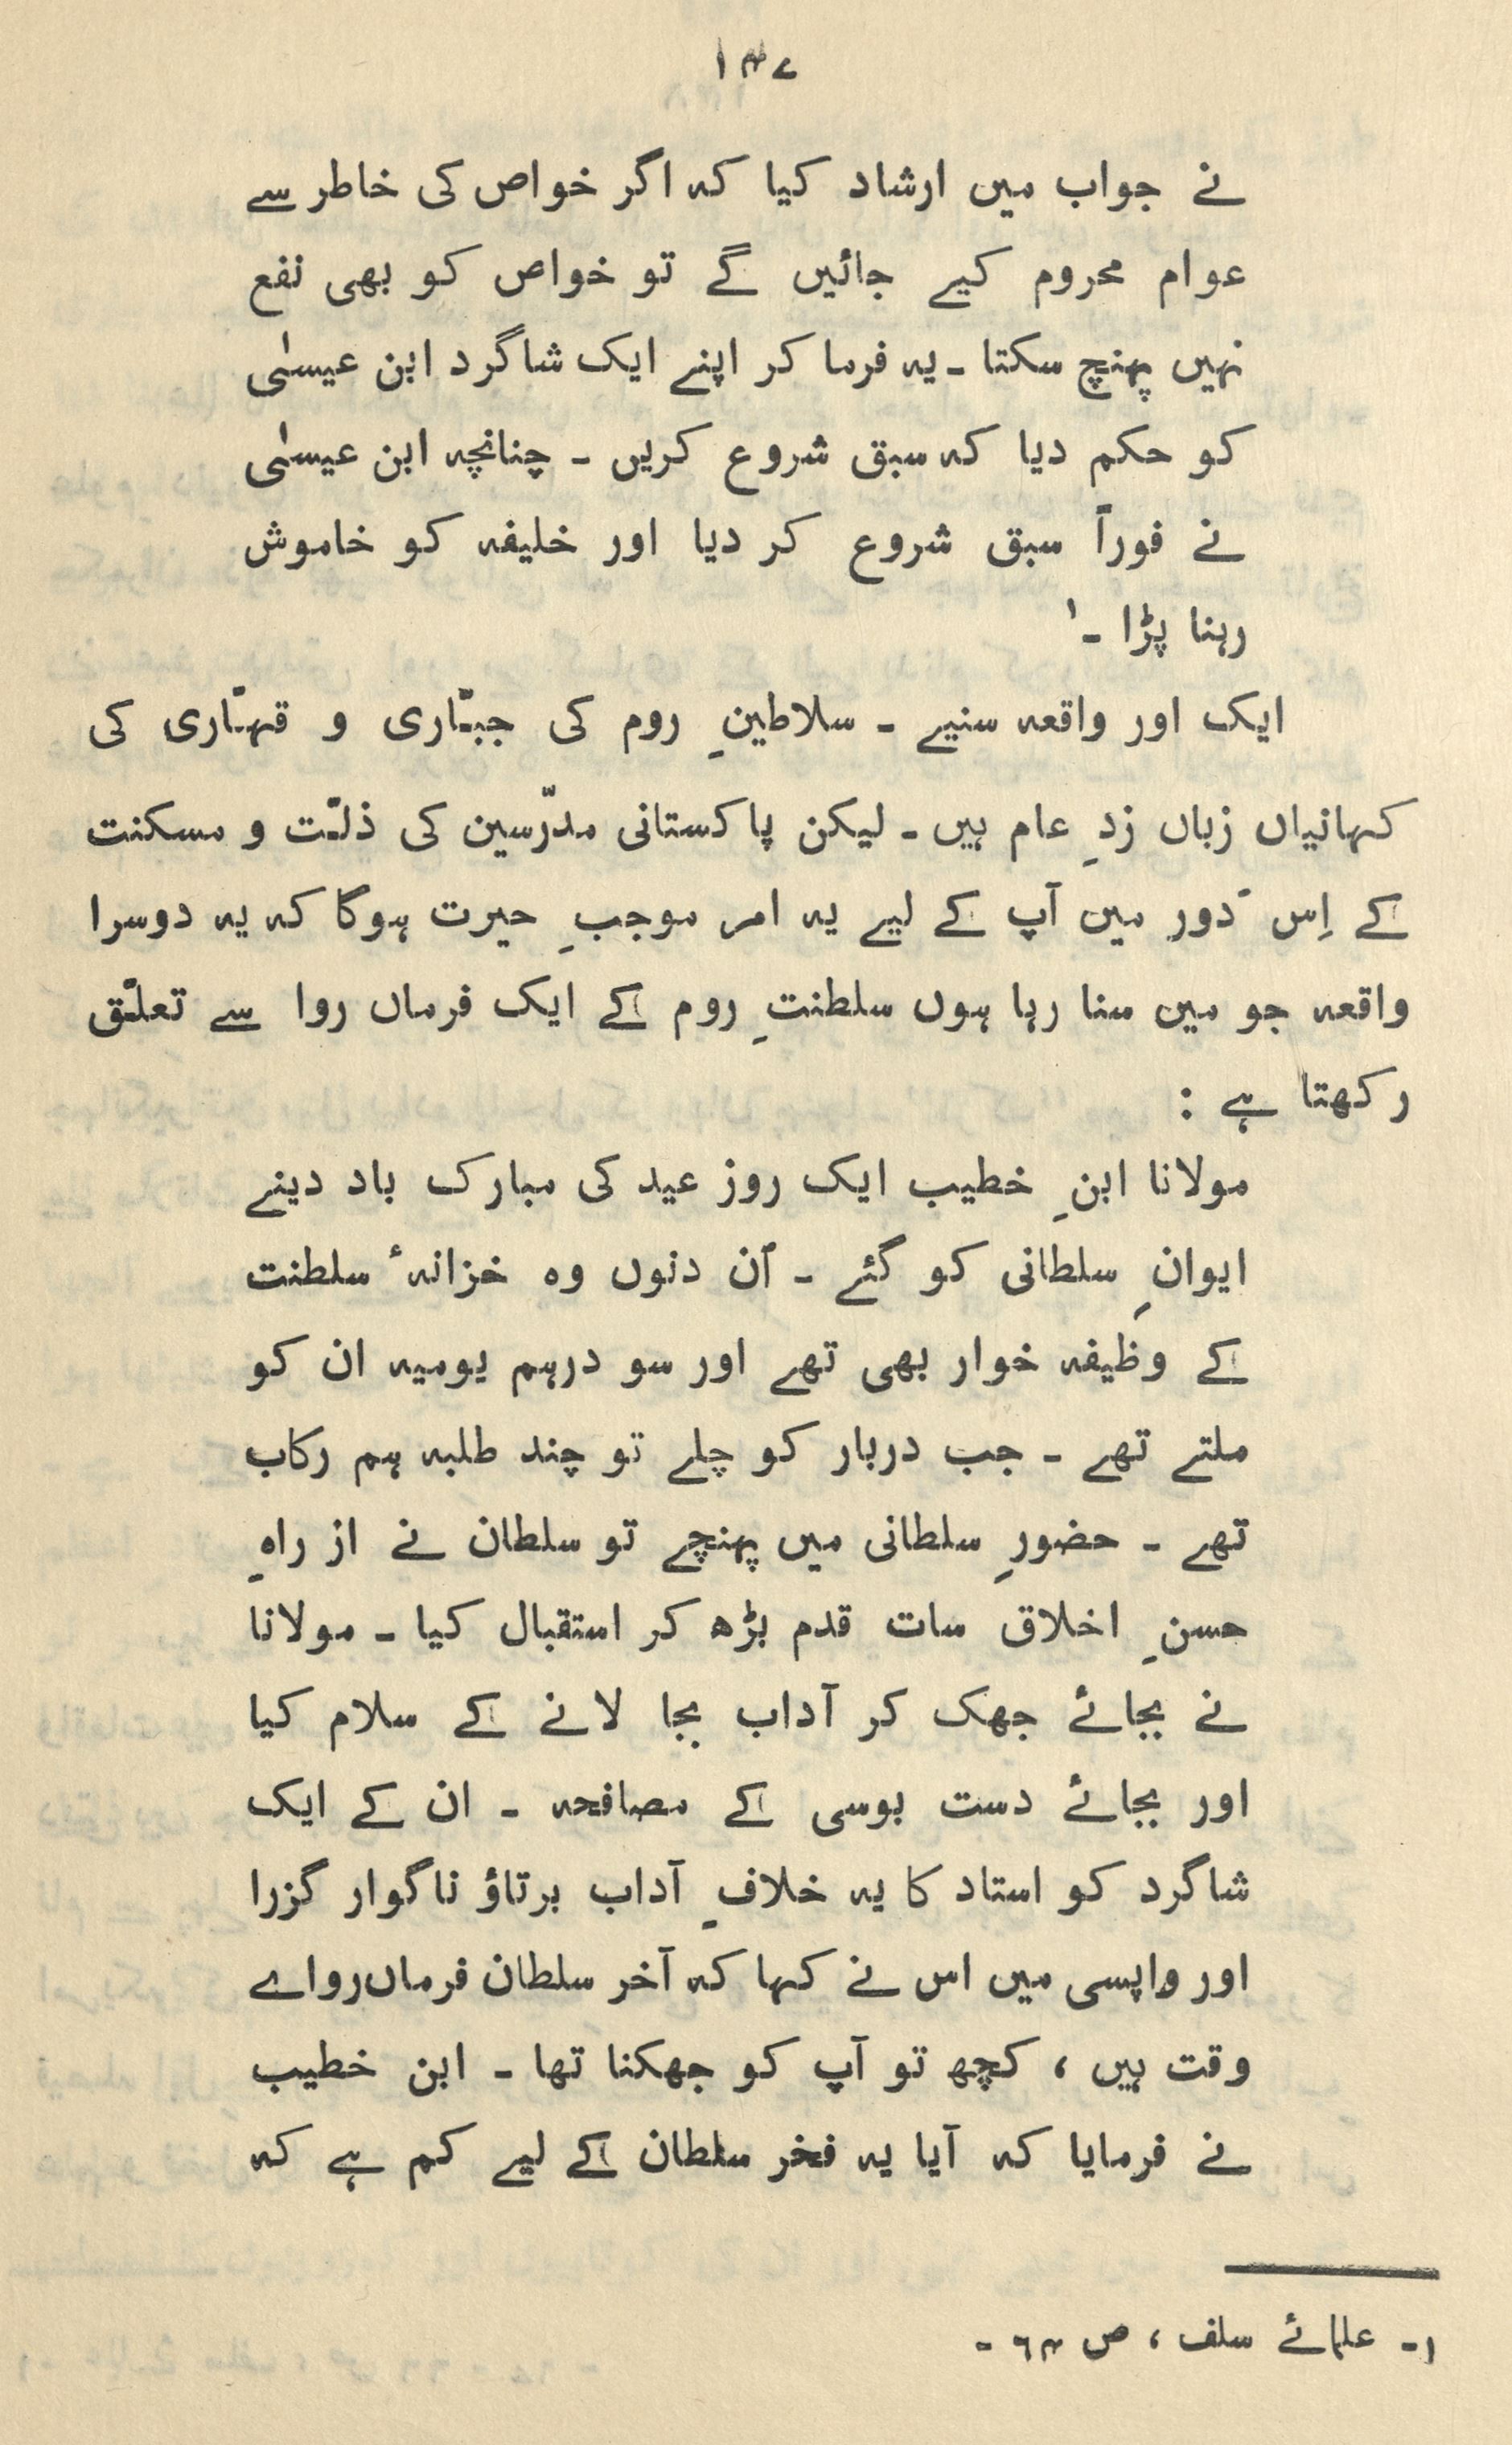 ۱۴۷
نے جواب میں ارشاد کیا کہ اگر خواص کی خاطر سے
عوام محروم کیے جائیں گے تو خواص کو بھی نفع
نہیں پہنچ سکتا ۔ یہ فرما کر اپنے ایک شاگرد ابن عیسیٰ
کو حکم دیا کہ سبق شروع کریں ۔ چنانچہ ابن عیسیٰ
نے فوراً سبق شروع کر دیا اور خلیفہ کو خاموش
رہنا پڑا ۔۱
ایک اور واقعہ سنیے ۔ سلاطینِ روم کی جبّاری و قہّاری کی
کہانیاں زباں زدِ عام ہیں ۔ لیکن پاکستانی مدرّسین کی ذلّت و مسکنت
کے اِس دَور میں آپ کے لیے یہ امر موجبِ حیرت ہوگا کہ یہ دوسرا
واقعہ جو میں سنا رہا ہوں سلطنتِ روم کے ایک فرماں روا سے تعلّق
رکھتا ہے :
مولانا ابنِ خطیب ایک روز عید کی مبارک باد دینے
ایوانِ سلطانی کو گئے ۔ اُن دنوں وہ خزانۂ سلطنت
کے وظیفہ خوار بھی تھے اور سو درہم یومیہ ان کو
ملتے تھے ۔ جب دربار کو چلے تو چند طلبہ ہم رکاب
تھے ۔ حضورِ سلطانی میں پہنچے تو سلطان نے از راہِ
حسنِ اخلاق سات قدم بڑھ کر استقبال کیا ۔ مولانا
نے بجائے جھک کر آداب بجا لانے کے سلام کیا
اور بجائے دست بوسی کے مصافحہ ۔ ان کے ایک
شاگرد کو استاد کا یہ خلافِ آداب برتاؤ ناگوار گزرا
اور واپسی میں اس نے کہا کہ آخر سلطان فرماں روائے
وقت ہیں ، کچھ تو آپ کو جھکنا تھا ۔ ابن خطیب
نے فرمایا کہ آیا یہ فخر سلطان کے لیے کم ہے کہ
۱۔ علمائے سلف ، ص ۶۴ ۔